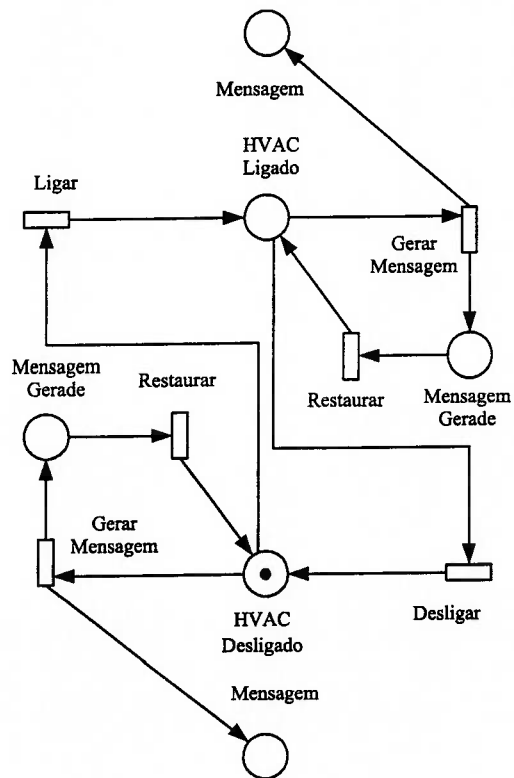 Mensagem
HVAC
Ligado
Ligar
Gerar
Mensagem
Mensagem
Gerade
Restaurar
Restaurar
Mensagem
Gerade
Gerar
Mensagem
HVAC
Desligado
Desligar
Mensagem